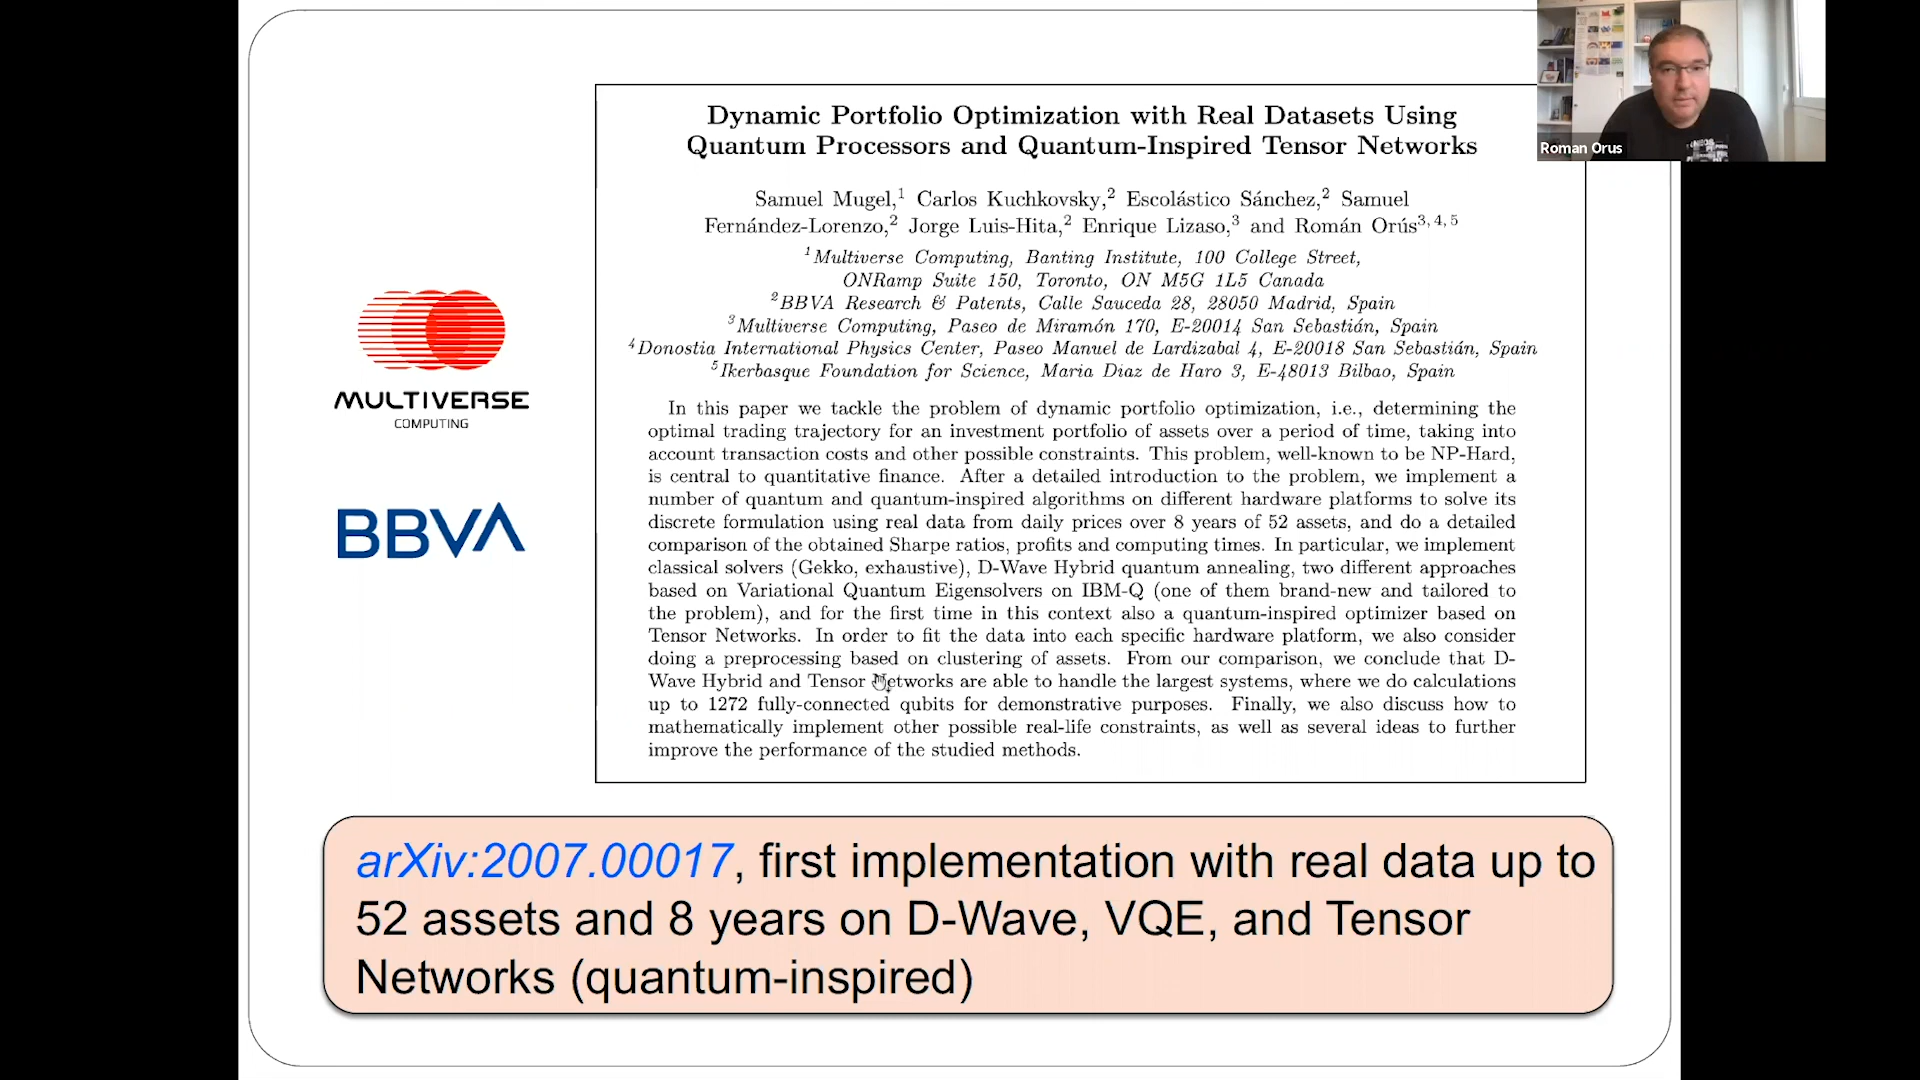 Dynamic Portfolio Optimization with Real Datasets Using
Quantum Processors and Quantum-Inspired Tensor Networks
Samuel Mugel,1 Carlos Kuchkovsky,2 Escolástico Sánchez,2 Samuel
Fernández-Lorenzo,2 Jorge Luis-Hita,2 Enrique Lizaso,3 and Román Orús3, 4, 5
1Multiverse Computing, Banting Institute, 100 College Street,
ONRamp Suite 150, Toronto, ON M5G 1L5 Canada
2BBVA Research & Patents, Calle Sauceda 28, 28050 Madrid, Spain
3Multiverse Computing, Paseo de Miramón 170, E-20014 San Sebastián, Spain
4Donostia International Physics Center, Paseo Manuel de Lardizabal 4, E-20018 San Sebastián, Spain
5Ikerbasque Foundation for Science, Maria Diaz de Haro 3, E-48013 Bilbao, Spain
In this paper we tackle the problem of dynamic portfolio optimization, i.e., determining the
optimal trading trajectory for an investment portfolio of assets over a period of time, taking into
account transaction costs and other possible constraints. This problem, well-known to be NP-Hard,
is central to quantitative finance. After a detailed introduction to the problem, we implement a
number of quantum and quantum-inspired algorithms on different hardware platforms to solve its
discrete formulation using real data from daily prices over 8 years of 52 assets, and do a detailed
comparison of the obtained Sharpe ratios, profits and computing times. In particular, we implement
classical solvers (Gekko, exhaustive), D-Wave Hybrid quantum annealing, two different approaches
based on Variational Quantum Eigensolvers on IBM-Q (one of them brand-new and tailored to
the problem), and for the first time in this context also a quantum-inspired optimizer based on
Tensor Networks. In order to fit the data into each specific hardware platform, we also consider
doing a preprocessing based on clustering of assets. From our comparison, we conclude that D-
Wave Hybrid and Tensor Networks are able to handle the largest systems, where we do calculations
up to 1272 fully-connected qubits for demonstrative purposes. Finally, we also discuss how to
mathematically implement other possible real-life constraints, as well as several ideas to further
improve the performance of the studied methods.
MULTIVERSE
COMPUTING
BBVA
Roman Orus
arXiv:2007.00017, first implementation with real data up to
52 assets and 8 years on D-Wave, VQE, and Tensor
Networks (quantum-inspired)